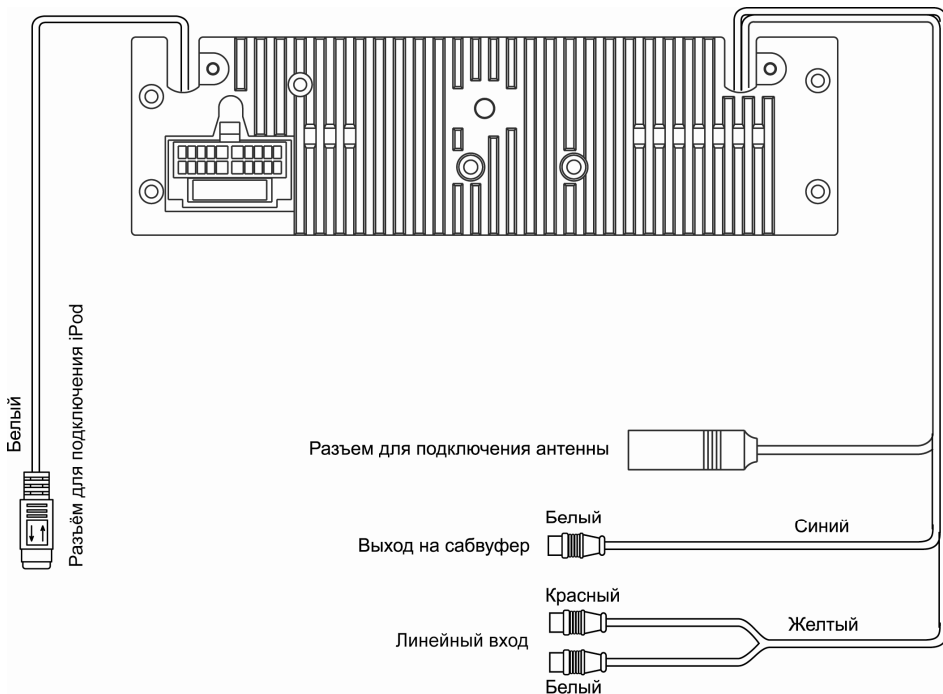 Белый
Разъём для подключения iPod
Разъем для подключения антенны
Белый
Синий
Выход на сабвуфер
Красный
Желтый
Линейный вход
Белый